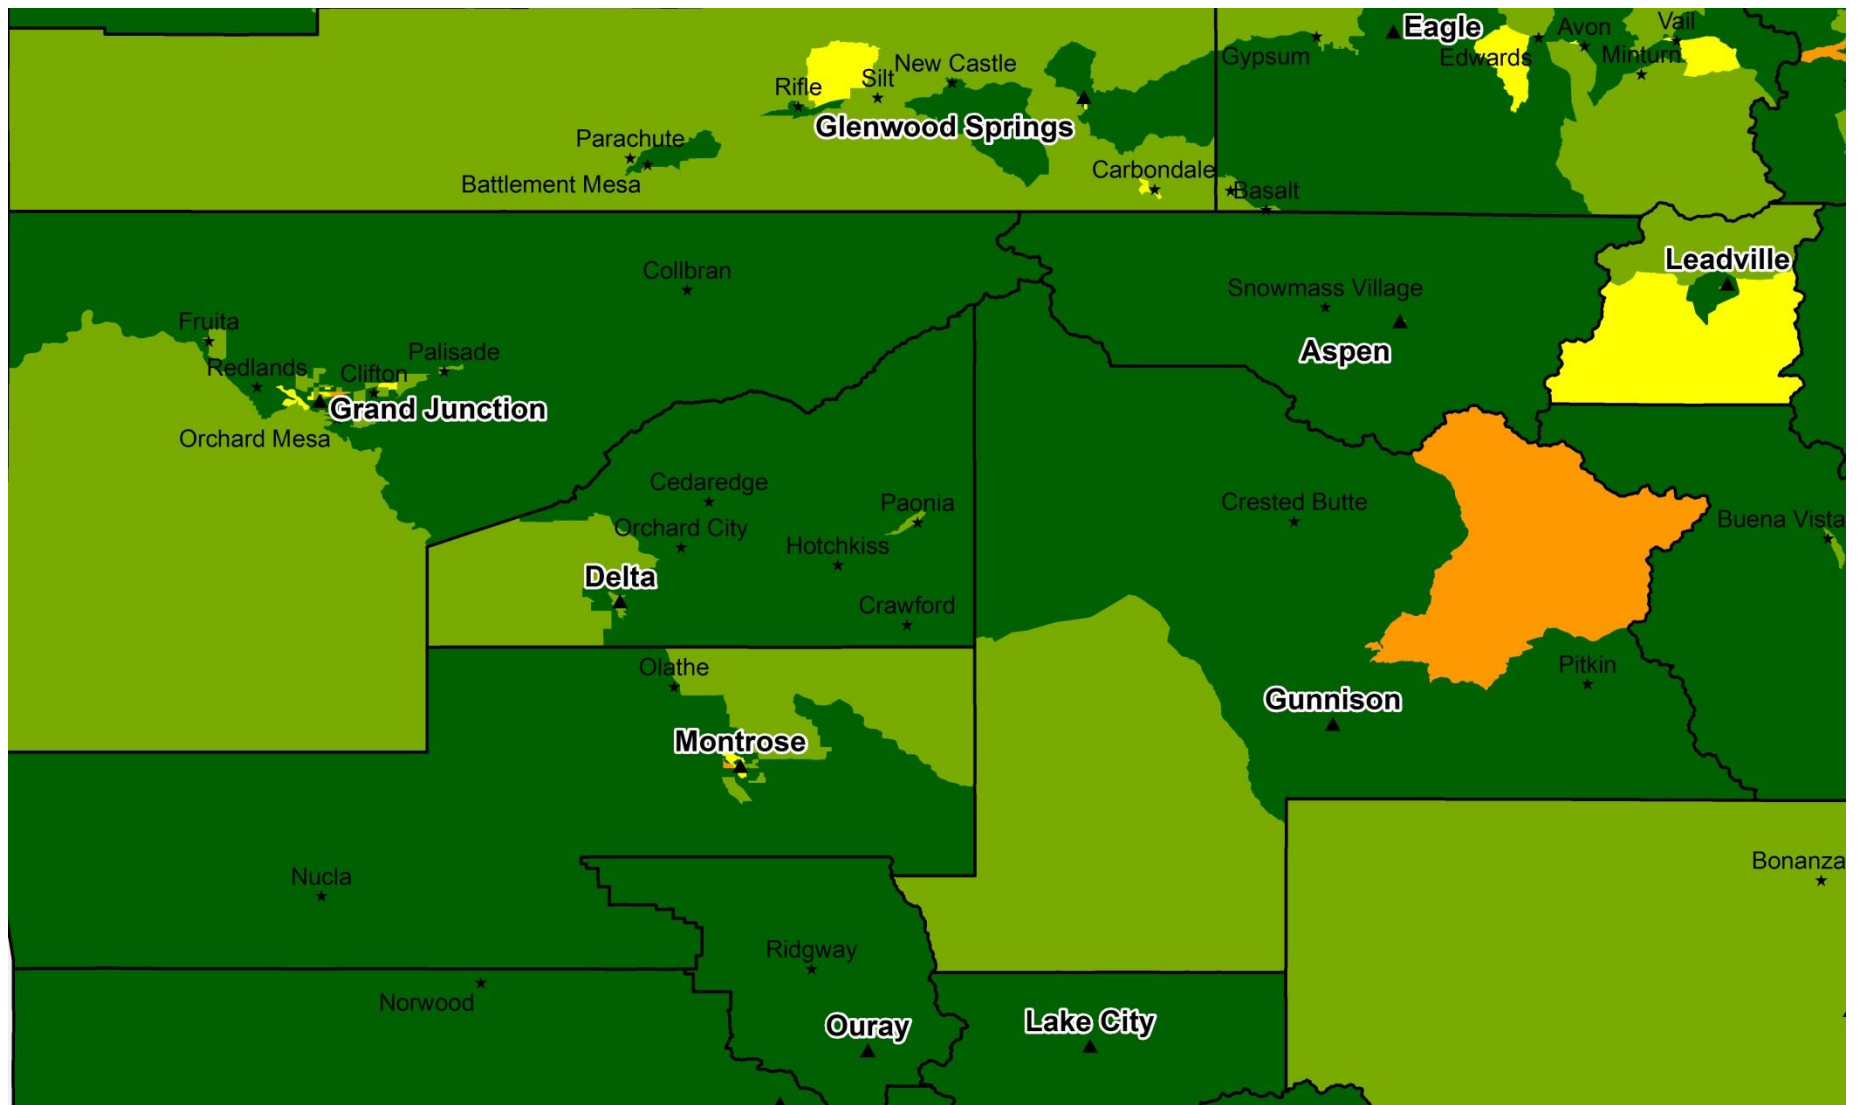 Eagle
Avon
Vail
Gypsum
Edwards
Minturn
New Castle
Silt
Rifle
Glenwood Springs
Parachute
Battlement Mesa
Carbondale
Basalt
Leadville
Collbran
Snowmass Village
Fruita
Aspen
Redlands
Clifton
Palisade
Grand Junction
Orchard Mesa
Cedaredge
Paonia
Crested Butte
Buena Vista
Orchard City
Hotchkiss
Delta
Crawford
Olathe
Pitkin
Gunnison
Montrose
Bonanza
Nucla
Ridgway
Norwood
Ouray
Lake City